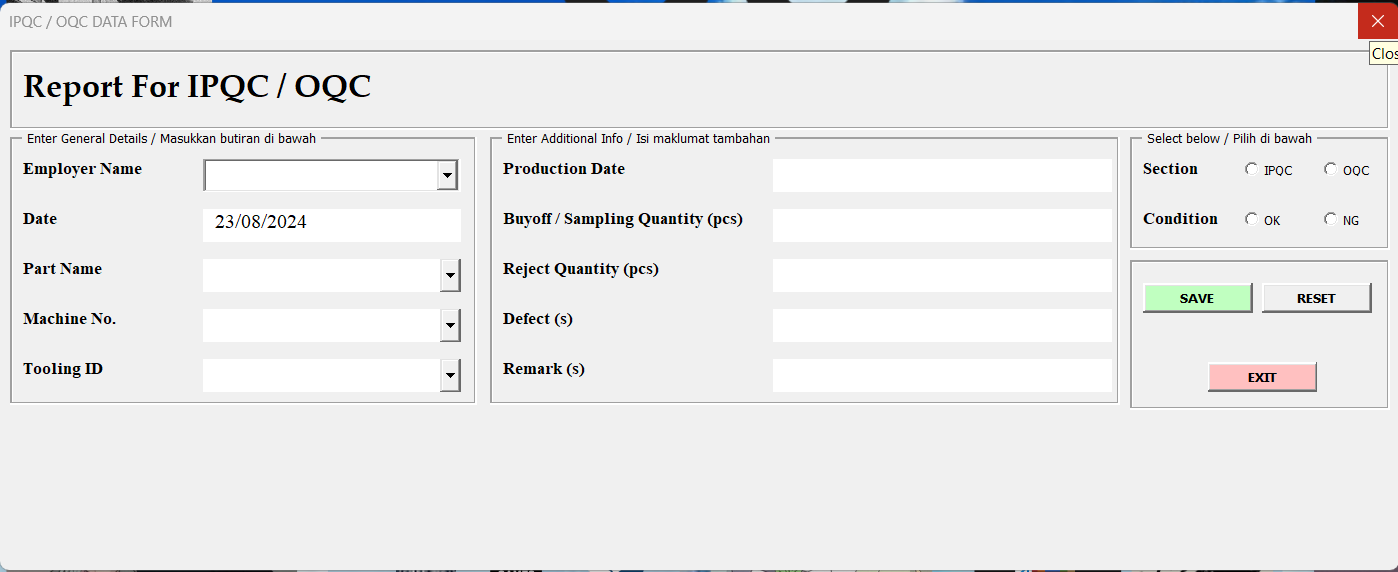 IPQC / OQC DATA FORM
Report For IPQC / OQC
Enter General Details / Masukkan butiran di bawah
Employer Name
Date
23/08/2024
Part Name
Machine No.
Tooling ID
Enter Additional Info / Isi maklumat tambahan
Production Date
Buyoff / Sampling Quantity (pcs)
Reject Quantity (pcs)
Defect (s)
Remark (s)
Select below / Pilih di bawah
Section
IPQC
OQC
Condition
OK
NG
SAVE
RESET
EXIT
Clos